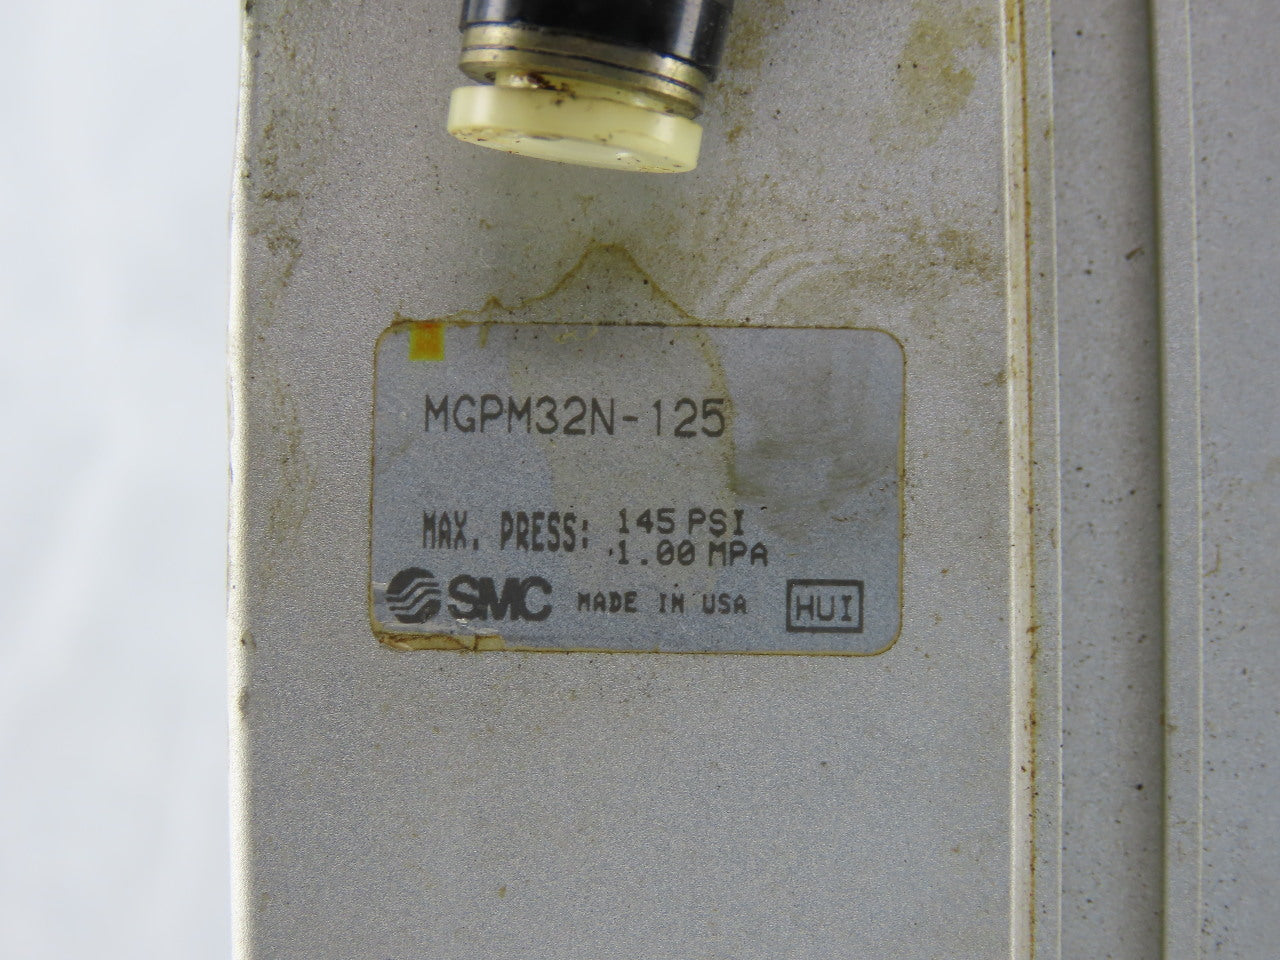 MGPM32N-125
MAX. PRESS: 145 PSI
1.00 MPA
SMC MADE IN USA HUI